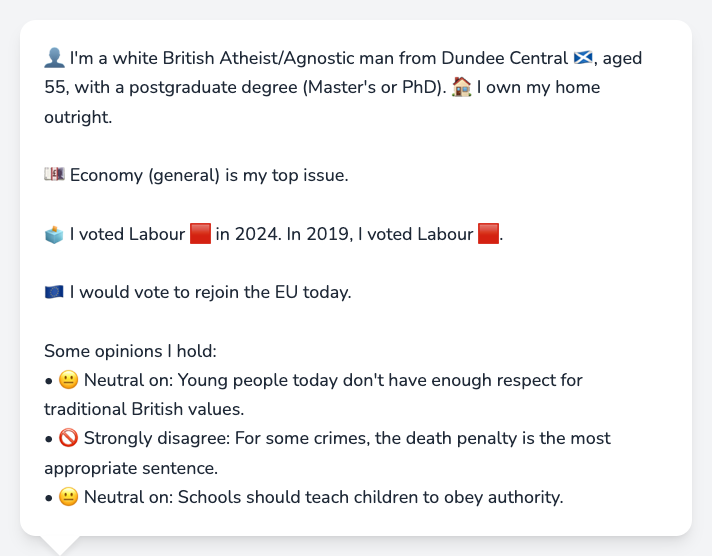 👤 I'm a white British Atheist/Agnostic man from Dundee Central 🏴󠁧󠁢󠁳󠁣󠁴󠁿, aged
55, with a postgraduate degree (Master's or PhD). 🏠 I own my home
outright.
💷 Economy (general) is my top issue.
🗳️ I voted Labour 🟥 in 2024. In 2019, I voted Labour 🟥.
🇪🇺 I would vote to rejoin the EU today.
Some opinions I hold:
• 😐 Neutral on: Young people today don't have enough respect for
traditional British values.
• 🚫 Strongly disagree: For some crimes, the death penalty is the most
appropriate sentence.
• 😐 Neutral on: Schools should teach children to obey authority.